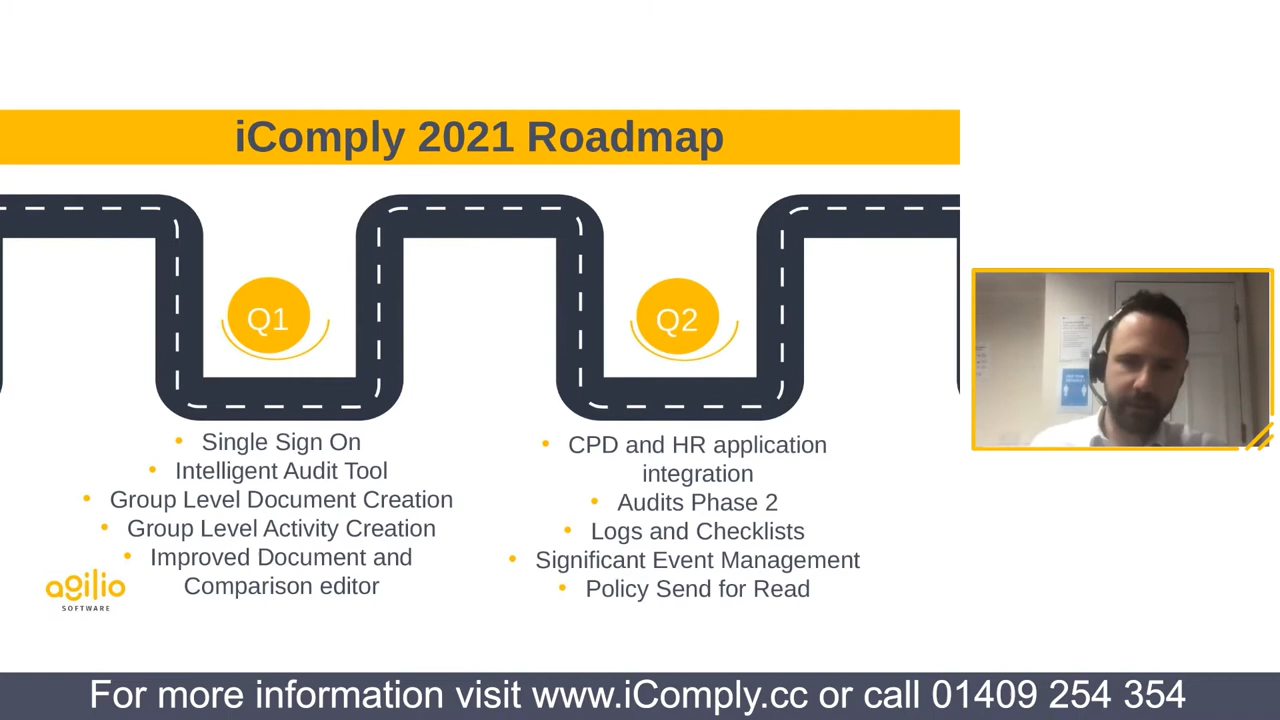 iComply 2021 Roadmap
Q1
Q2
• Single Sign On
• Intelligent Audit Tool
• Group Level Document Creation
• Group Level Activity Creation
• Improved Document and
Comparison editor
• CPD and HR application
integration
• Audits Phase 2
• Logs and Checklists
• Significant Event Management
• Policy Send for Read
agilio
SOFTWARE
For more information visit www.iComply.cc or call 01409 254 354